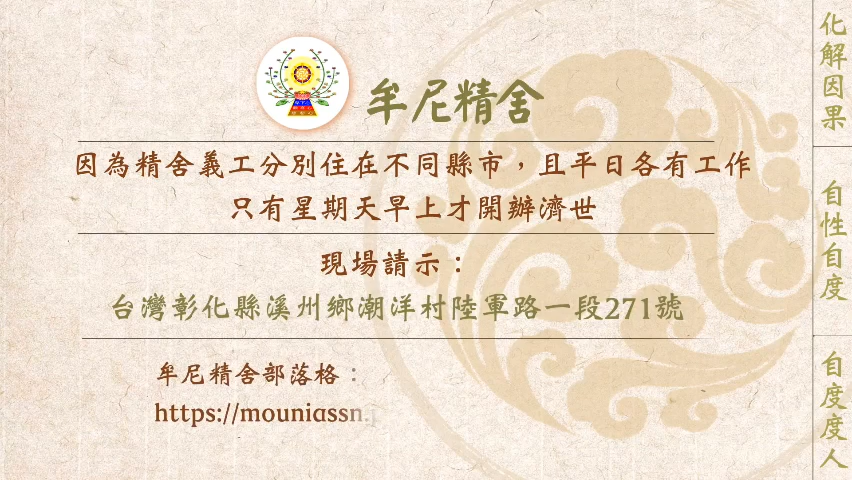 牟尼精舍
因為精舍義工分別住在不同縣市，且平日各有工作
只有星期天早上才開辦濟世
現場請示：
台灣彰化縣溪州鄉潮洋村陸軍路一段271號
牟尼精舍部落格：
https://mouniassn.p
化解因果
自性自度
自度度人